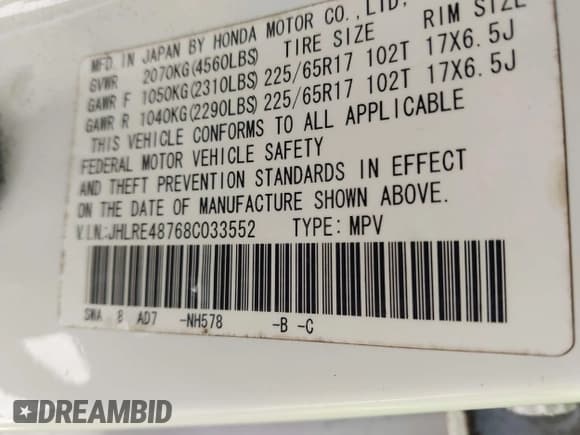 MFD. IN JAPAN BY HONDA MOTOR CO.,LTD.
GVWR 2070KG(4560LBS) TIRE SIZE RIM SIZE
GAWR F 1050KG(2310LBS) 225/65R17 102T 17X6.5J
GAWR R 1040KG(2290LBS) 225/65R17 102T 17X6.5J
THIS VEHICLE CONFORMS TO ALL APPLICABLE
FEDERAL MOTOR VEHICLE SAFETY
AND THEFT PREVENTION STANDARDS IN EFFECT
ON THE DATE OF MANUFACTURE SHOWN ABOVE.
V.I.N.:JHLRE48768C033552 TYPE: MPV
SWA 8 AD7 -NH578 -B -C
DREAMBID